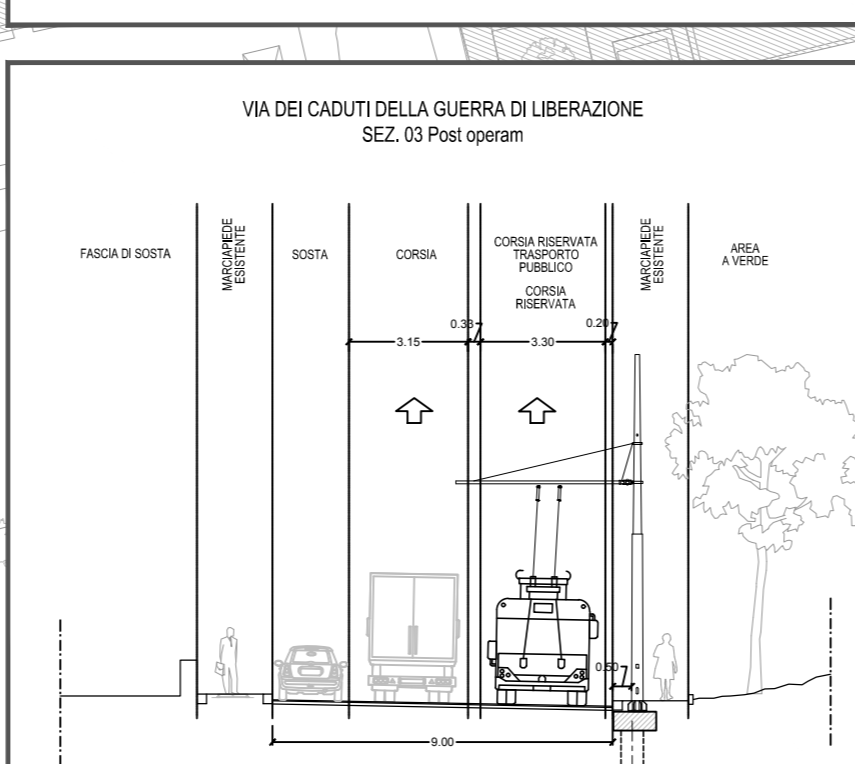 VIA DEI CADUTI DELLA GUERRA DI LIBERAZIONE
SEZ. 03 Post operam
FASCIA DI SOSTA
MARCIAPIEDE
ESISTENTE
SOSTA
CORSIA
CORSIA RISERVATA
TRASPORTO
PUBBLICO
CORSIA
RISERVATA
MARCIAPIEDE
ESISTENTE
AREA
A VERDE
3.15
0.33
3.30
0.20
0.50
9.00